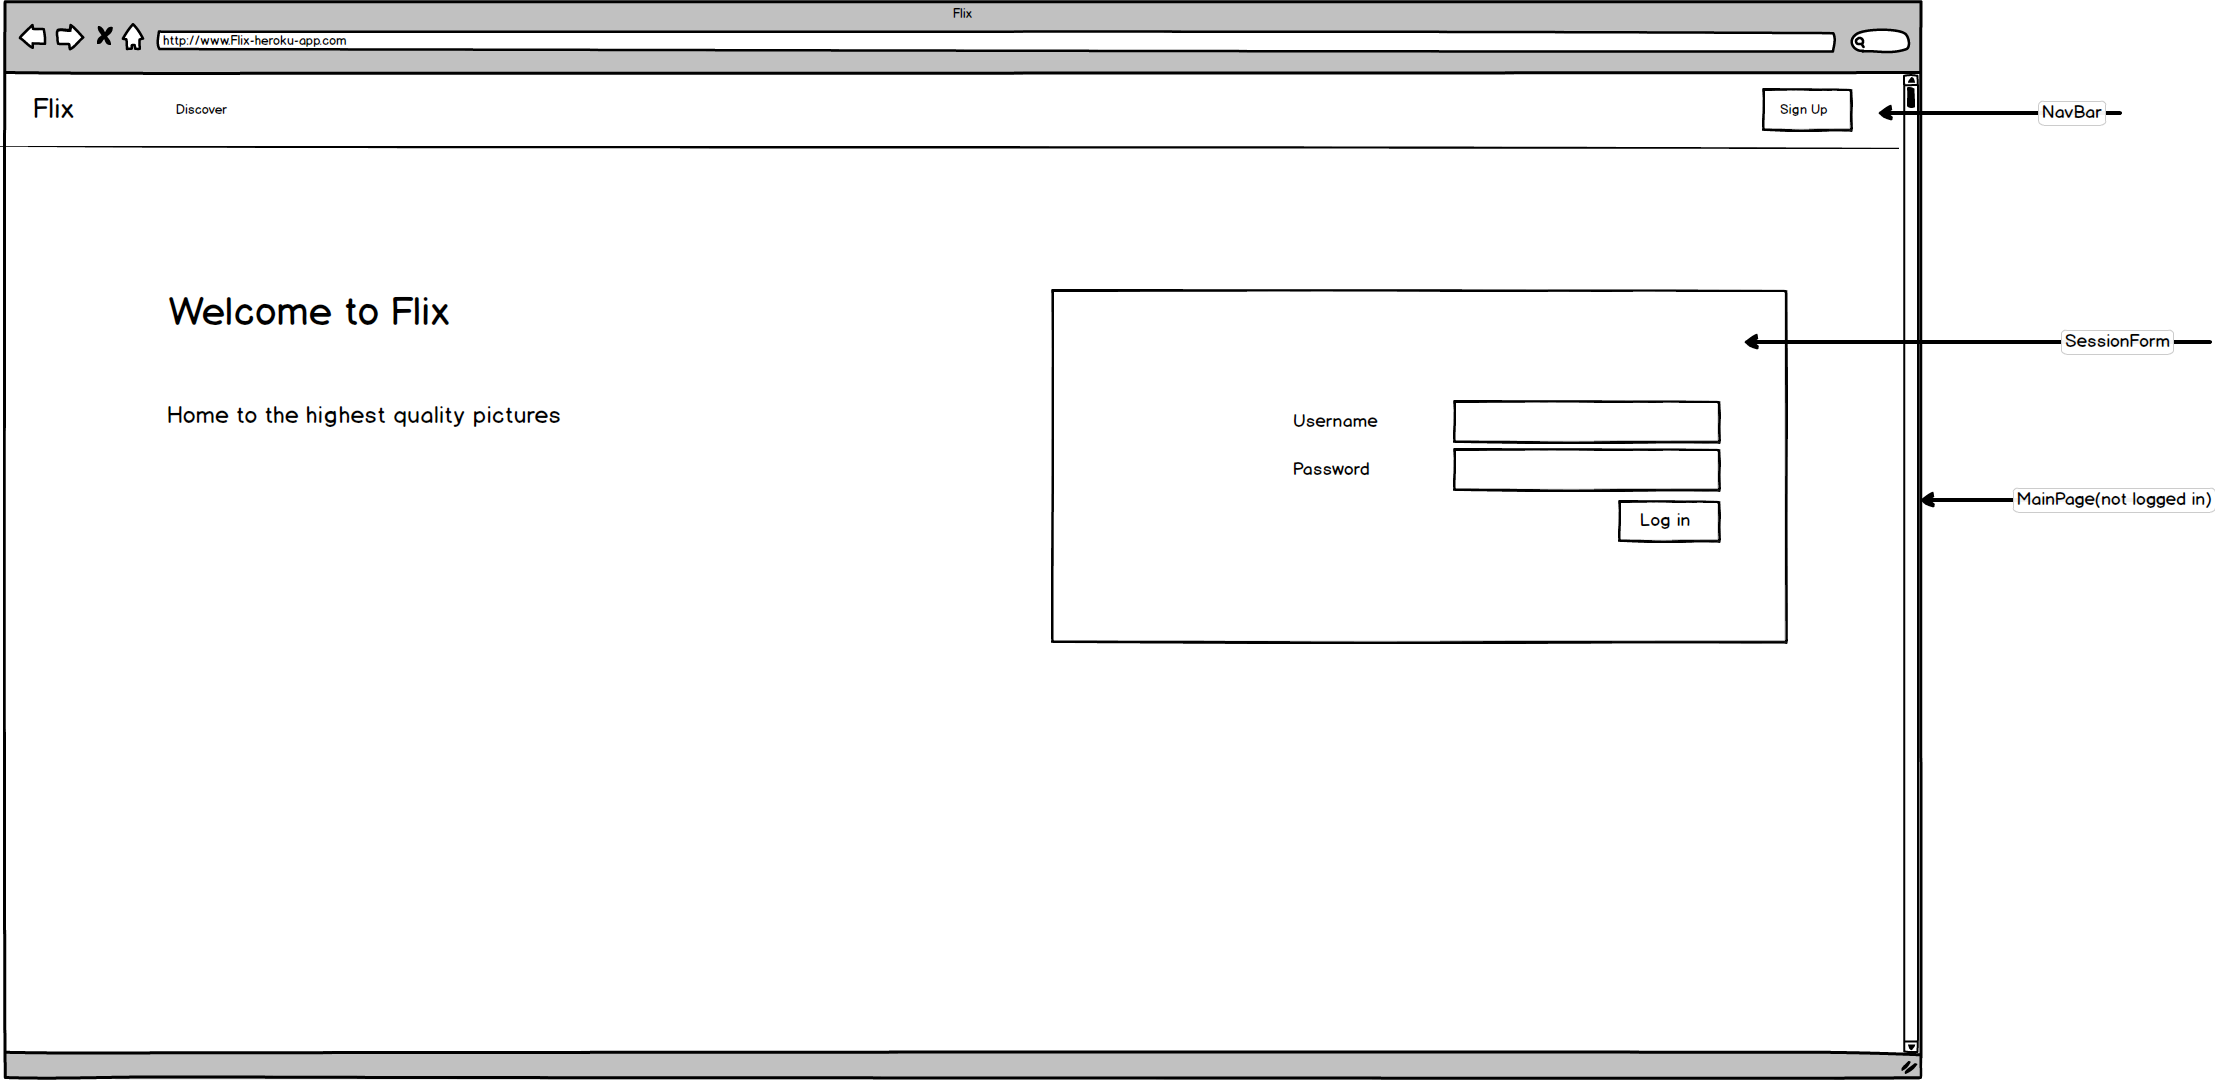 Flix
http://www.Flix-heroku-app.com
Flix
Discover
Sign Up
NavBar
Welcome to Flix
Home to the highest quality pictures
SessionForm
Username
Password
Log in
MainPage(not logged in)